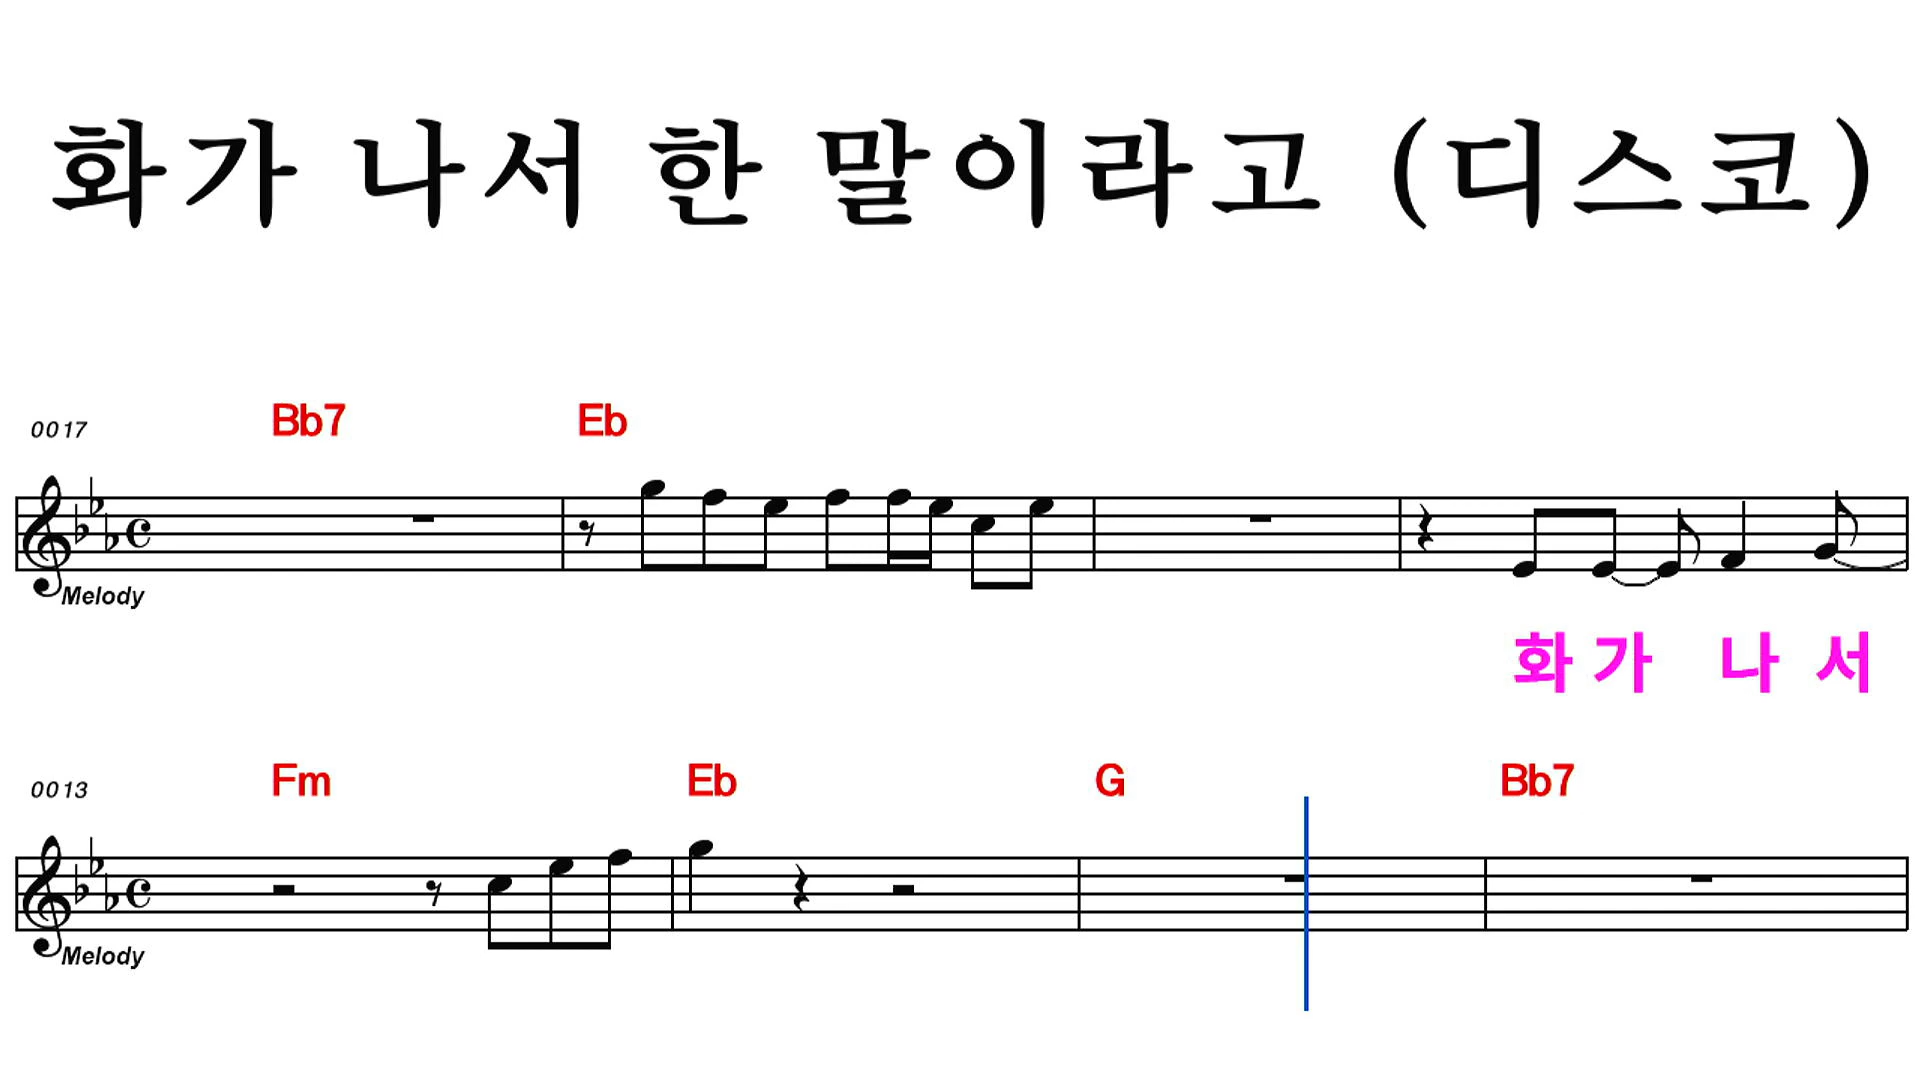 화가 나서 한 말이라고 (디스코)
0017 Bb7 Eb
Melody
화 가 나 서
0013 Fm Eb G Bb7
Melody